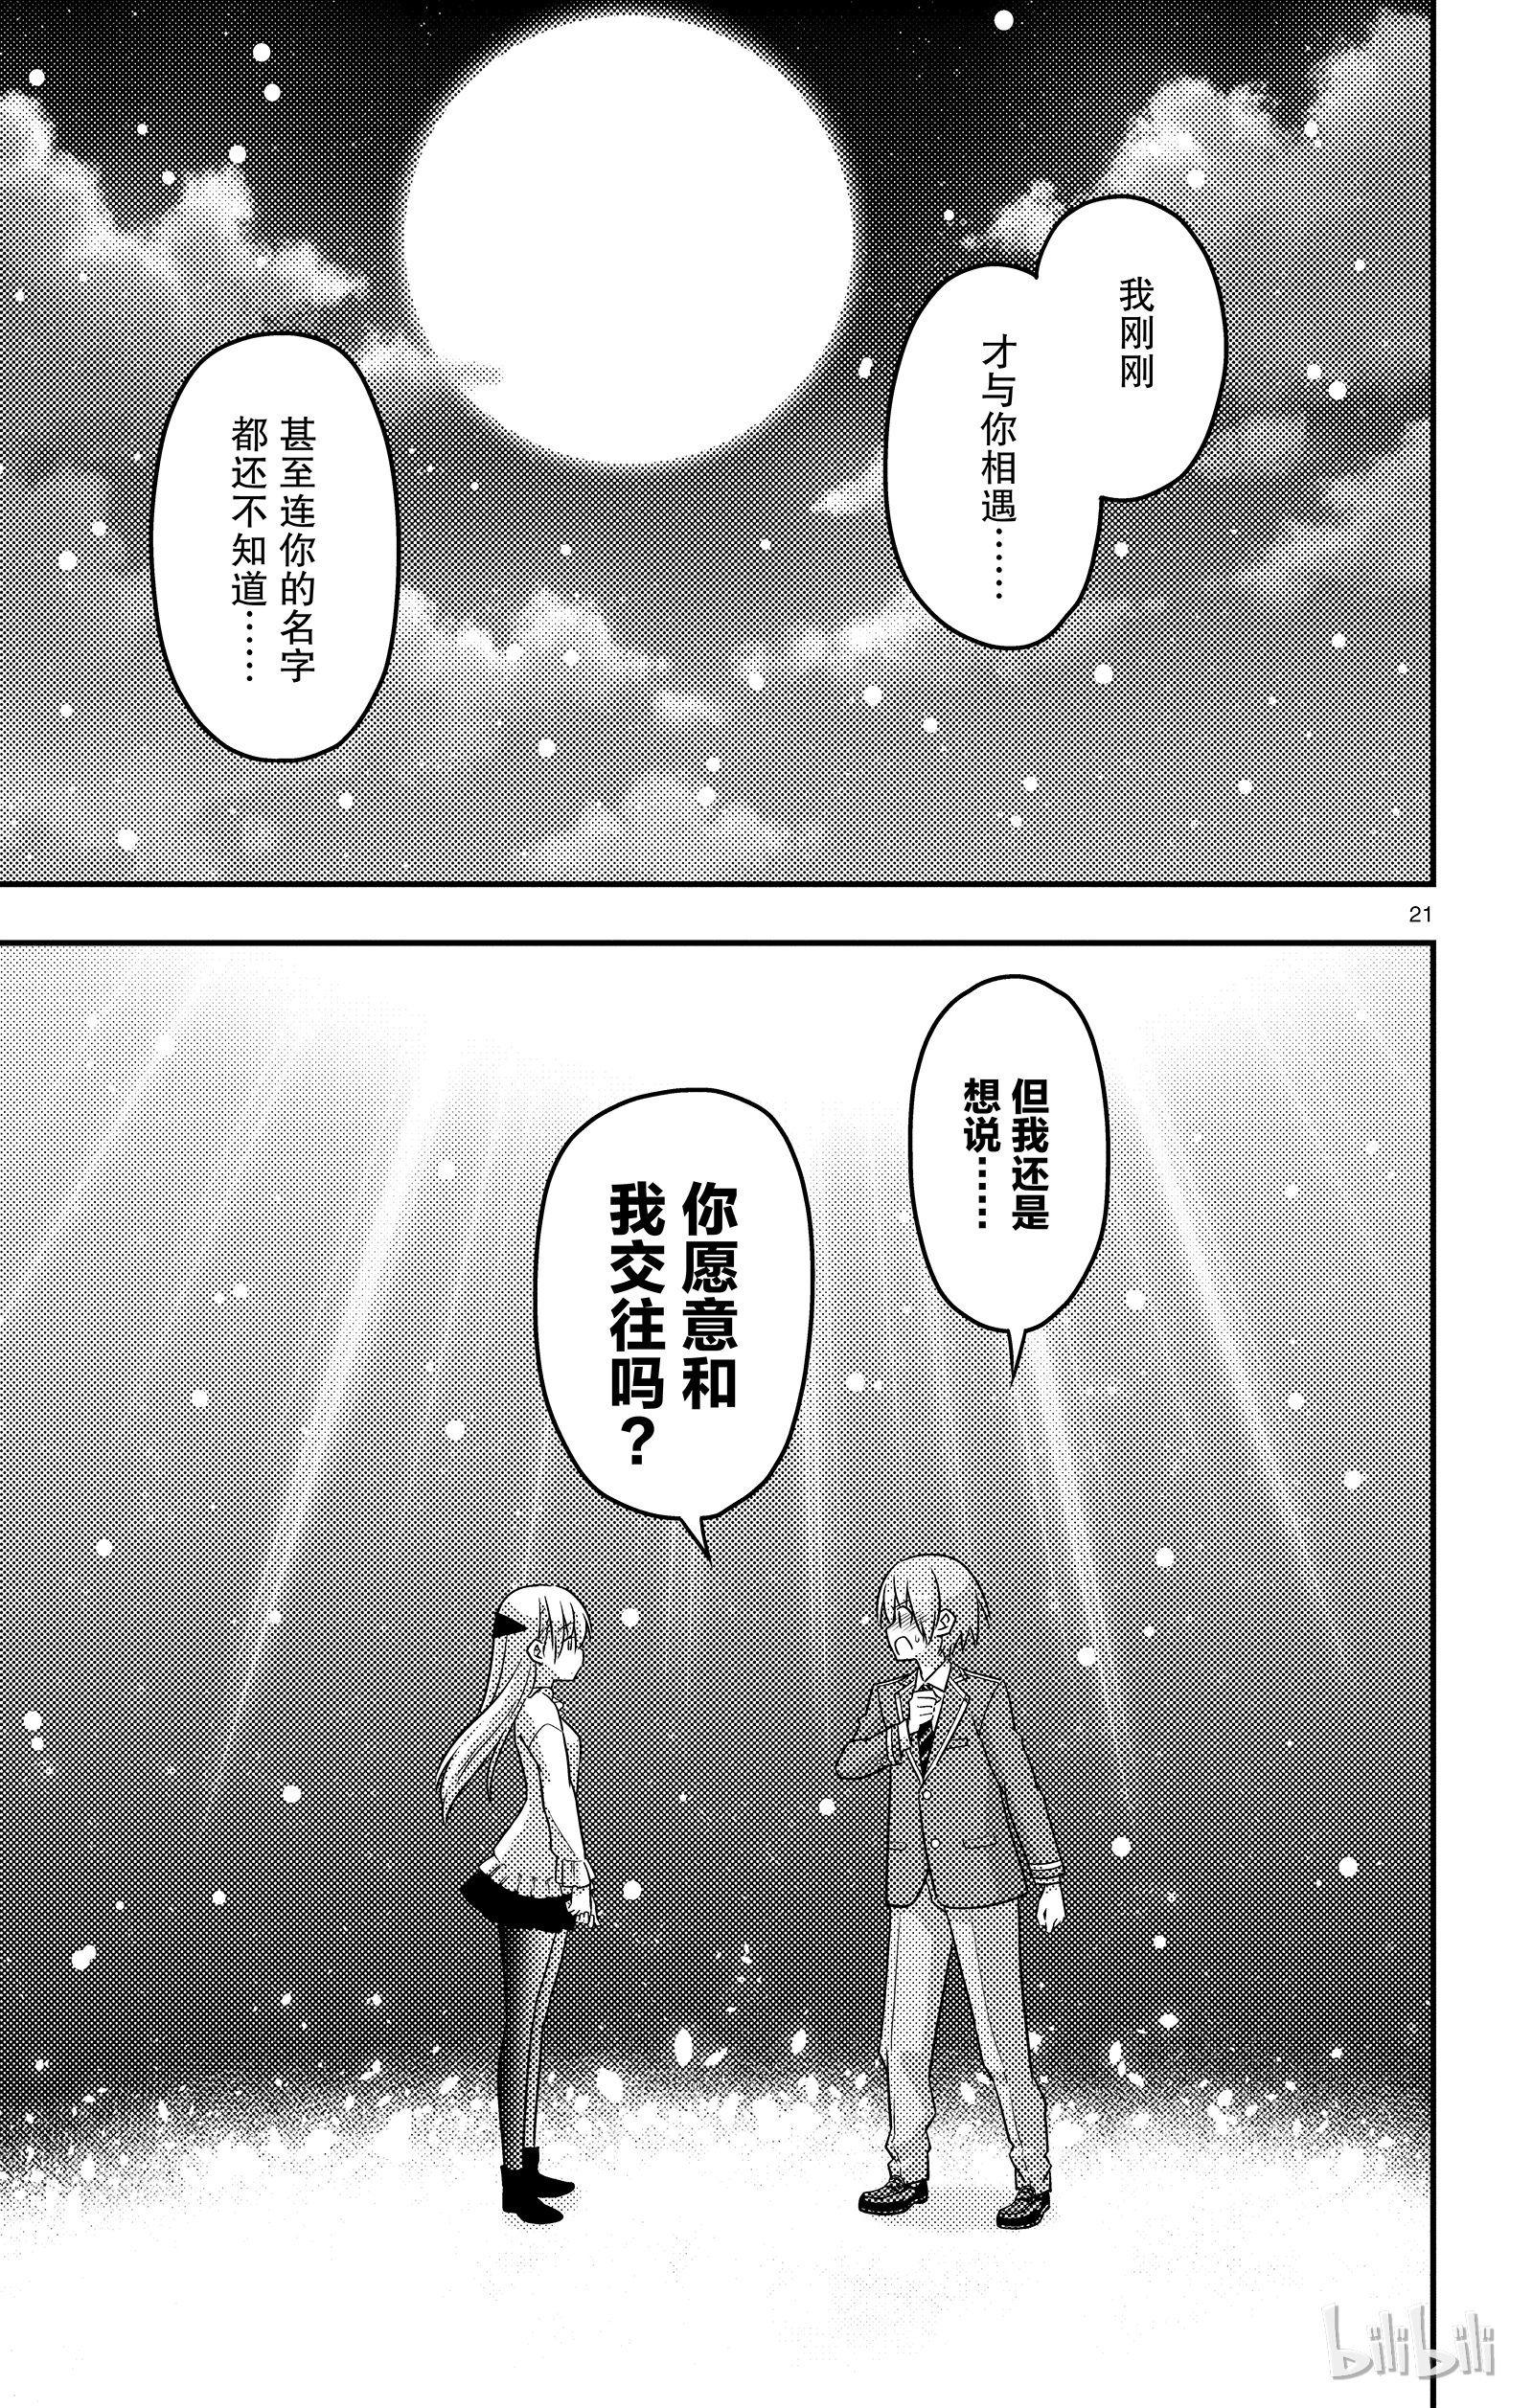 我刚刚
才与你相遇……
甚至连你的名字
都还不知道……
21
但我还是
想说……
你愿意和
我交往吗？
bilibili